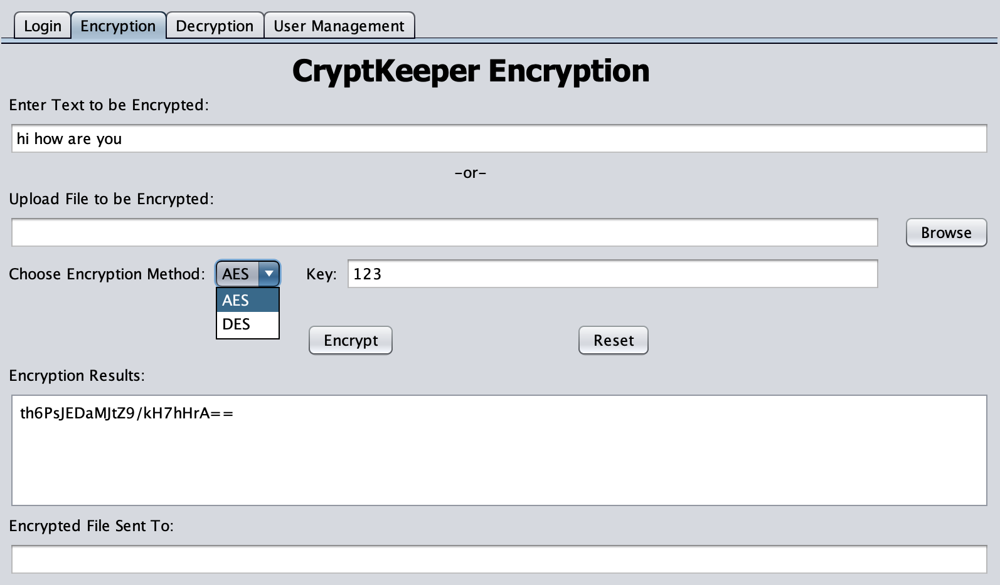 Login Encryption Decryption User Management
CryptKeeper Encryption
Enter Text to be Encrypted:
hi how are you
-or-
Upload File to be Encrypted:
Browse
Choose Encryption Method: AES Key: 123
AES
DES
Encrypt Reset
Encryption Results:
th6PsJEDaMJtZ9/kH7hHrA==
Encrypted File Sent To: